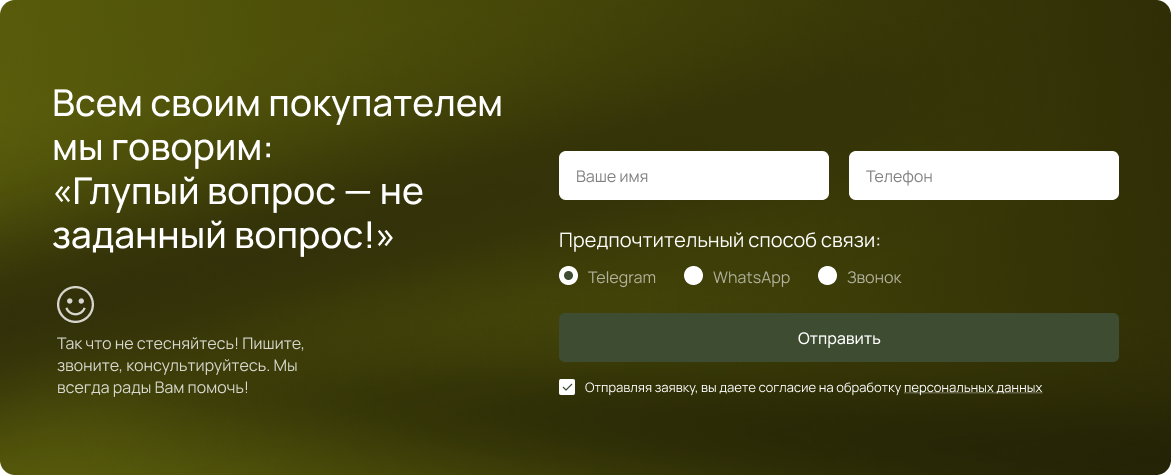 Всем своим покупателем
мы говорим:
«Глупый вопрос — не
заданный вопрос!»
Так что не стесняйтесь! Пишите,
звоните, консультируйтесь. Мы
всегда рады Вам помочь!
Ваше имя
Телефон
Предпочтительный способ связи:
Telegram
WhatsApp
Звонок
Отправить
Отправляя заявку, вы даете согласие на обработку персональных данных